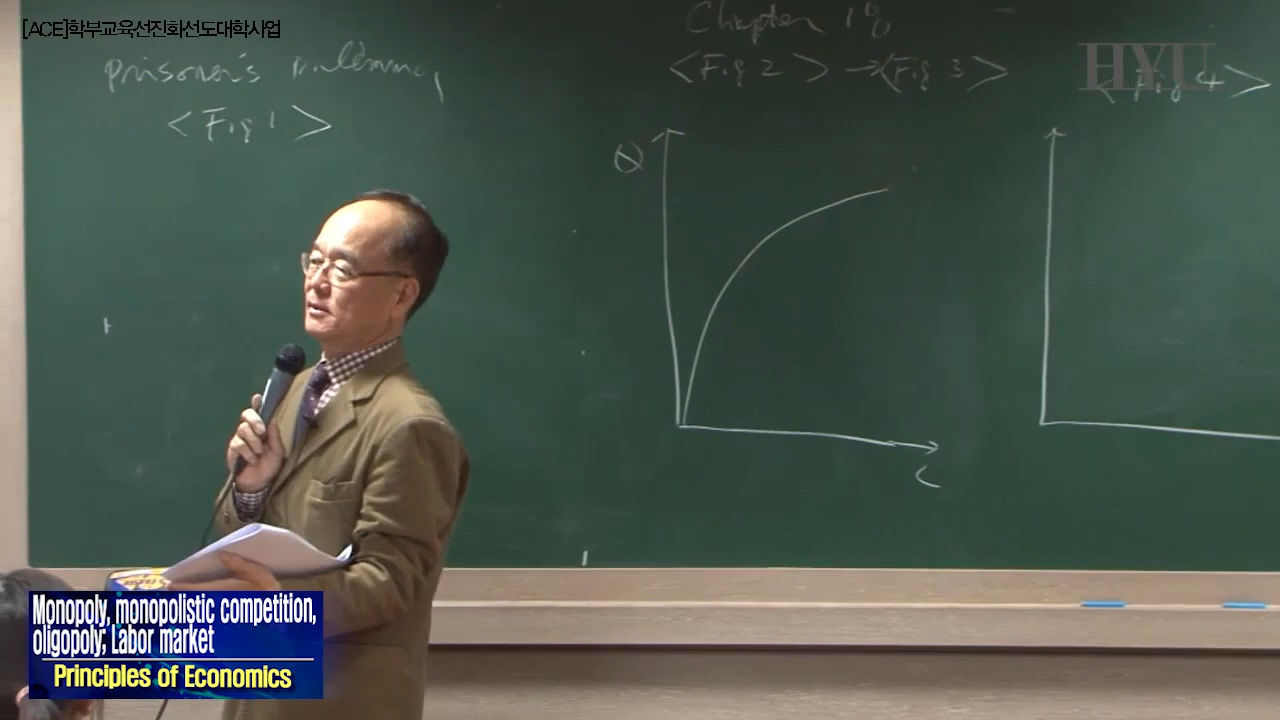 [ACE]학부교육선진화선도대학사업
Chapter 18
Prisoner's Dilemma,
<Fig 2> →<Fig 3>
HYU
<Fig 4>
<Fig 1>
Q
L
Monopoly, monopolistic competition,
oligopoly; Labor market
Principles of Economics